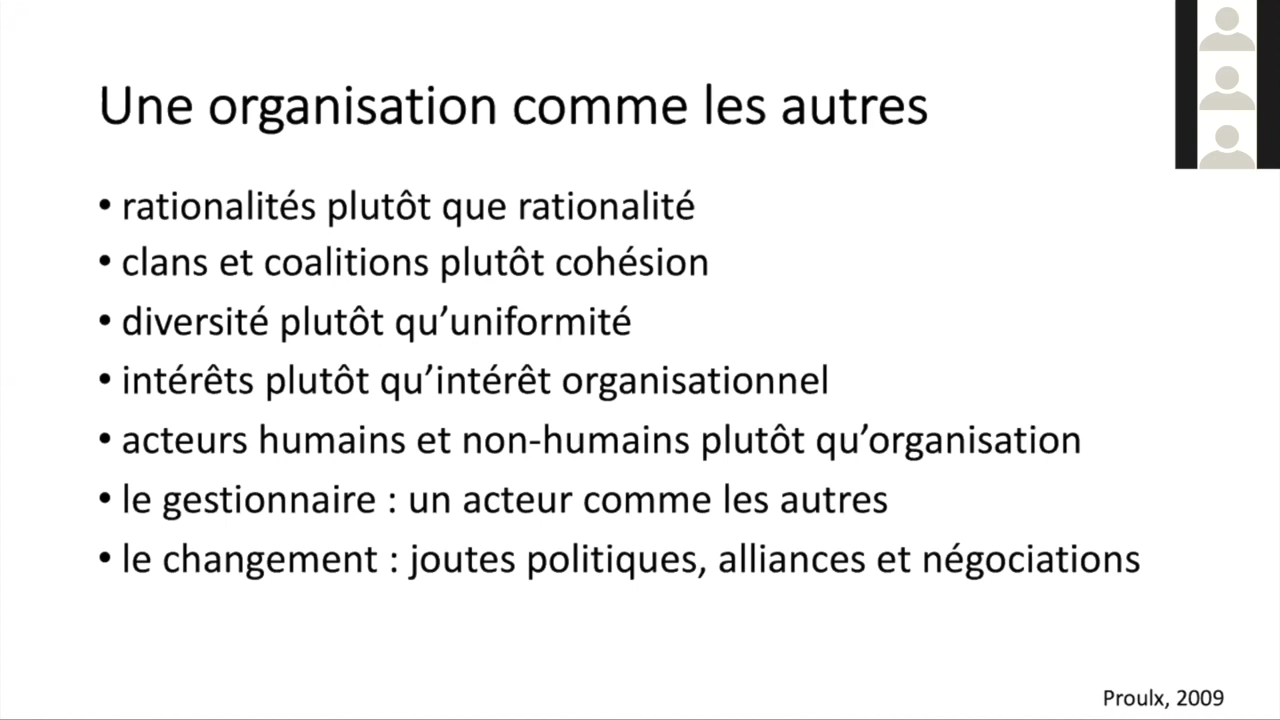 Une organisation comme les autres
• rationalités plutôt que rationalité
• clans et coalitions plutôt cohésion
• diversité plutôt qu’uniformité
• intérêts plutôt qu’intérêt organisationnel
• acteurs humains et non-humains plutôt qu’organisation
• le gestionnaire : un acteur comme les autres
• le changement : joutes politiques, alliances et négociations
Proulx, 2009